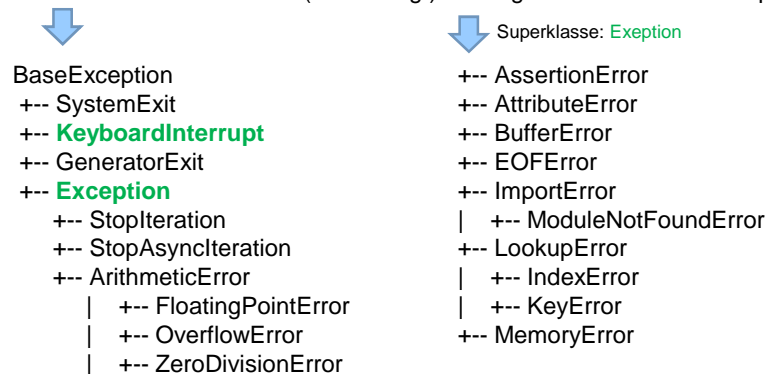 BaseException
+-- SystemExit
+-- KeyboardInterrupt
+-- GeneratorExit
+-- Exception
+-- StopIteration
+-- StopAsyncIteration
+-- ArithmeticError
| +-- FloatingPointError
| +-- OverflowError
| +-- ZeroDivisionError
Superklasse: Exeption
+-- AssertionError
+-- AttributeError
+-- BufferError
+-- EOFError
+-- ImportError
| +-- ModuleNotFoundError
+-- LookupError
| +-- IndexError
| +-- KeyError
+-- MemoryError